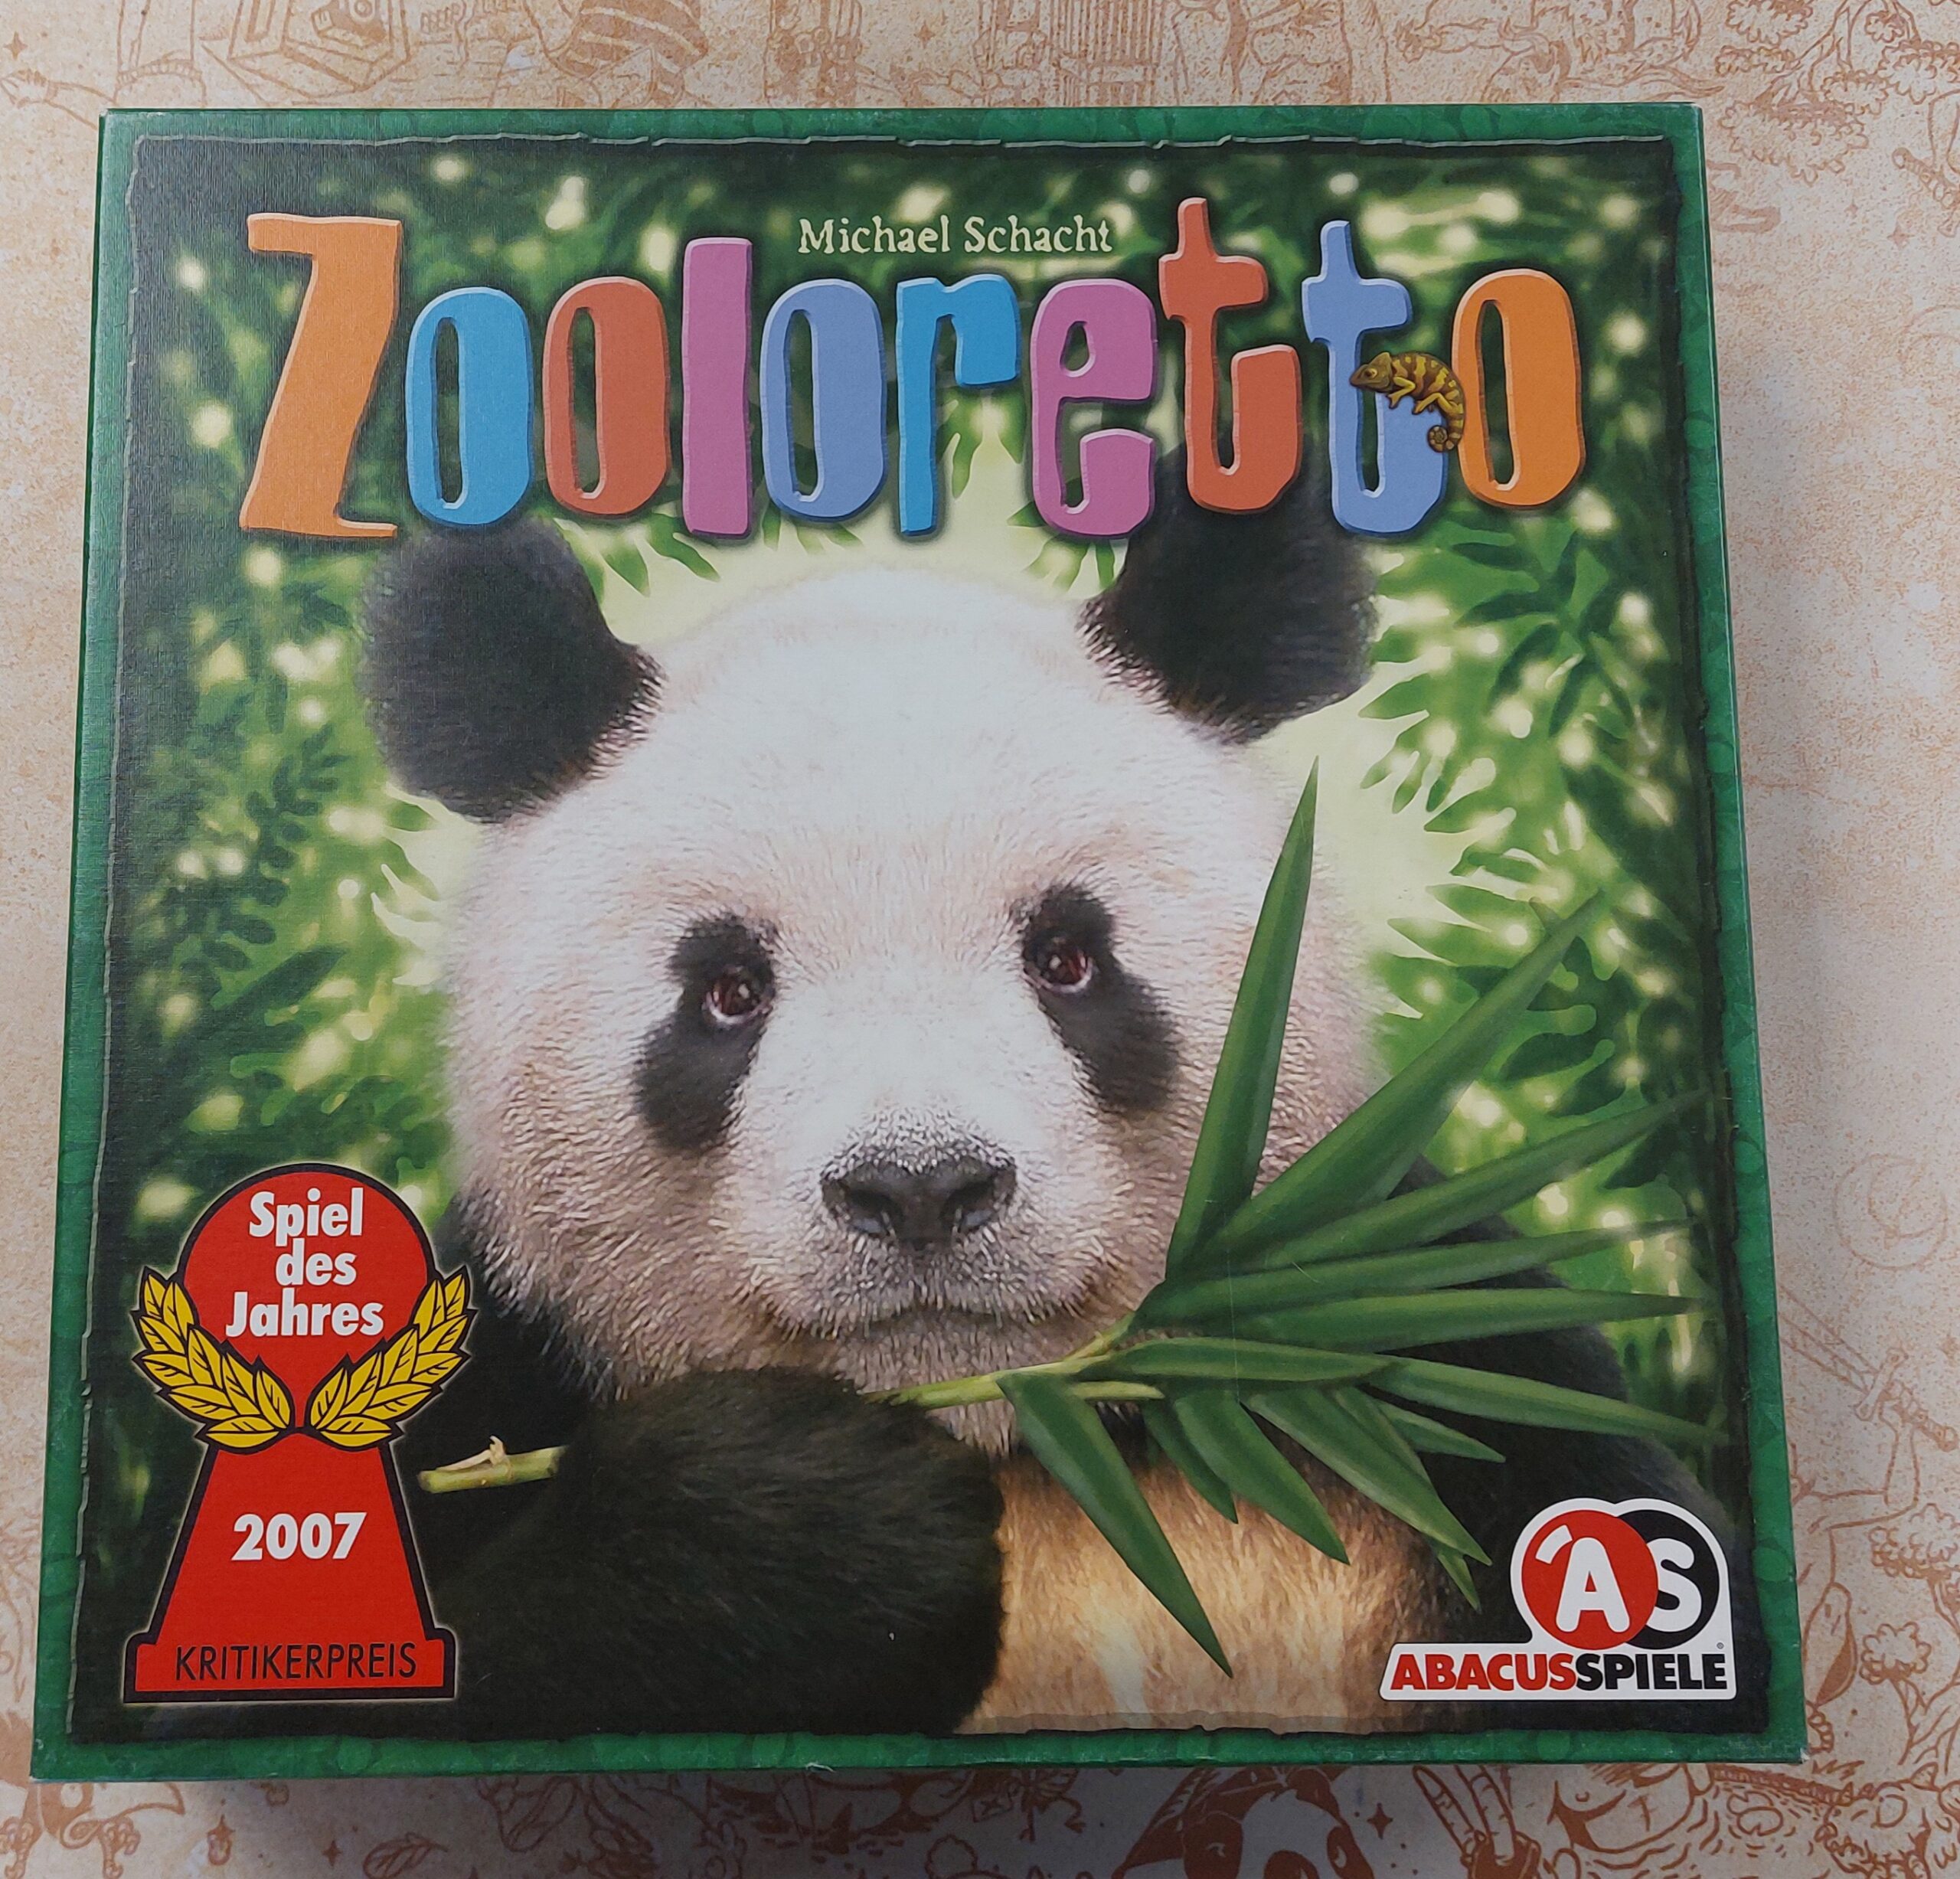 Michael Schacht
Zooloretto
Spiel
des
Jahres
2007
KRITIKERPREIS
AS
ABACUSSPIELE